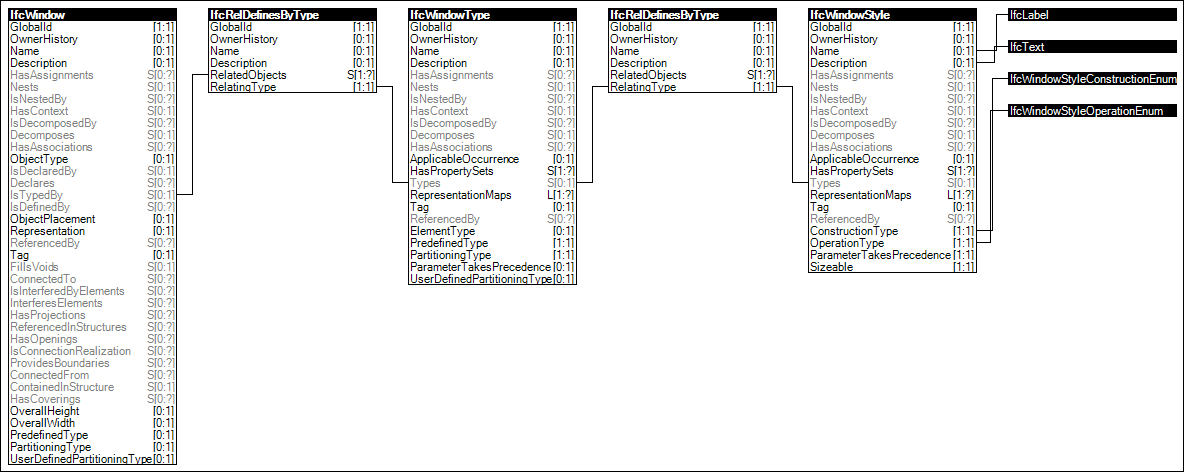 IfcWindow
GlobalId [1:1]
OwnerHistory [0:1]
Name [0:1]
Description [0:1]
HasAssignments S[0:?]
Nests S[0:1]
IsNestedBy S[0:?]
HasContext S[0:1]
IsDecomposedBy S[0:?]
Decomposes S[0:1]
HasAssociations S[0:?]
ObjectType [0:1]
IsDeclaredBy S[0:1]
Declares S[0:?]
IsTypedBy S[0:1]
IsDefinedBy S[0:?]
ObjectPlacement [0:1]
Representation [0:1]
ReferencedBy S[0:?]
Tag [0:1]
FillsVoids S[0:1]
ConnectedTo S[0:?]
IsInterferedByElements S[0:?]
InterferesElements S[0:?]
HasProjections S[0:?]
ReferencedInStructures S[0:?]
HasOpenings S[0:?]
IsConnectionRealization S[0:?]
ProvidesBoundaries S[0:?]
ConnectedFrom S[0:?]
ContainedInStructure S[0:1]
HasCoverings S[0:?]
OverallHeight [0:1]
OverallWidth [0:1]
PredefinedType [0:1]
PartitioningType [0:1]
UserDefinedPartitioningType [0:1]
IfcRelDefinesByType
GlobalId [1:1]
OwnerHistory [0:1]
Name [0:1]
Description [0:1]
RelatedObjects S[1:?]
RelatingType [1:1]
IfcWindowType
GlobalId [1:1]
OwnerHistory [0:1]
Name [0:1]
Description [0:1]
HasAssignments S[0:?]
Nests S[0:1]
IsNestedBy S[0:?]
HasContext S[0:1]
IsDecomposedBy S[0:?]
Decomposes S[0:1]
HasAssociations S[0:?]
ApplicableOccurrence [0:1]
HasPropertySets S[1:?]
Types S[0:1]
RepresentationMaps L[1:?]
Tag [0:1]
ReferencedBy S[0:?]
ElementType [0:1]
PredefinedType [1:1]
PartitioningType [1:1]
ParameterTakesPrecedence [0:1]
UserDefinedPartitioningType [0:1]
IfcRelDefinesByType
GlobalId [1:1]
OwnerHistory [0:1]
Name [0:1]
Description [0:1]
RelatedObjects S[1:?]
RelatingType [1:1]
IfcWindowStyle
GlobalId [1:1]
OwnerHistory [0:1]
Name [0:1]
Description [0:1]
HasAssignments S[0:?]
Nests S[0:1]
IsNestedBy S[0:?]
HasContext S[0:1]
IsDecomposedBy S[0:?]
Decomposes S[0:1]
HasAssociations S[0:?]
ApplicableOccurrence [0:1]
HasPropertySets S[1:?]
Types S[0:1]
RepresentationMaps L[1:?]
Tag [0:1]
ReferencedBy S[0:?]
ConstructionType [1:1]
OperationType [1:1]
ParameterTakesPrecedence [1:1]
Sizeable [1:1]
IfcLabel
IfcText
IfcWindowStyleConstructionEnum
IfcWindowStyleOperationEnum